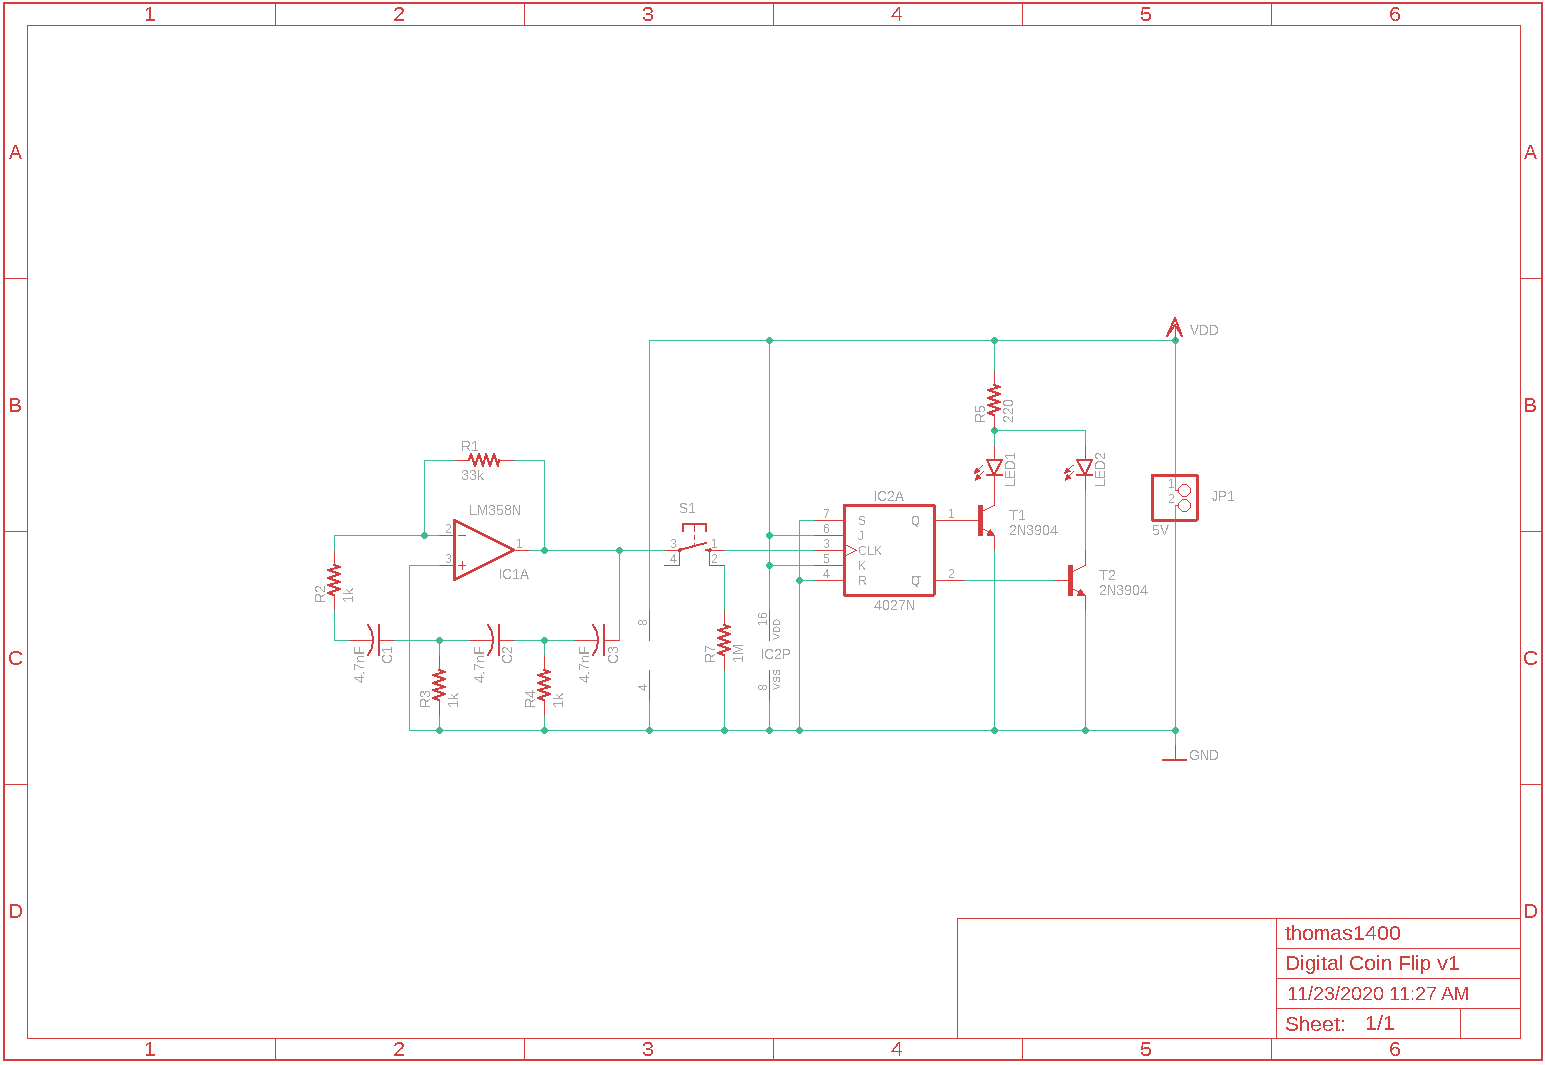 1 2 3 4 5 6
A A
VDD
B B
R5
220
R1
33k
LED1
LED2
1
2
JP1
5V
IC2A
LM358N
S1
2
3
1
IC1A
3 1
4 2
7 S Q 1
6 J
3 CLK
5 K
4 R Q 2
4027N
T1
2N3904
T2
2N3904
R2
1k
8
16
VDD
IC2P
8
VSS
4
R7
1M
4.7nF
C1
4.7nF
C2
4.7nF
C3
C C
R3
1k
R4
1k
GND
D D
thomas1400
Digital Coin Flip v1
11/23/2020 11:27 AM
Sheet: 1/1
1 2 3 4 5 6